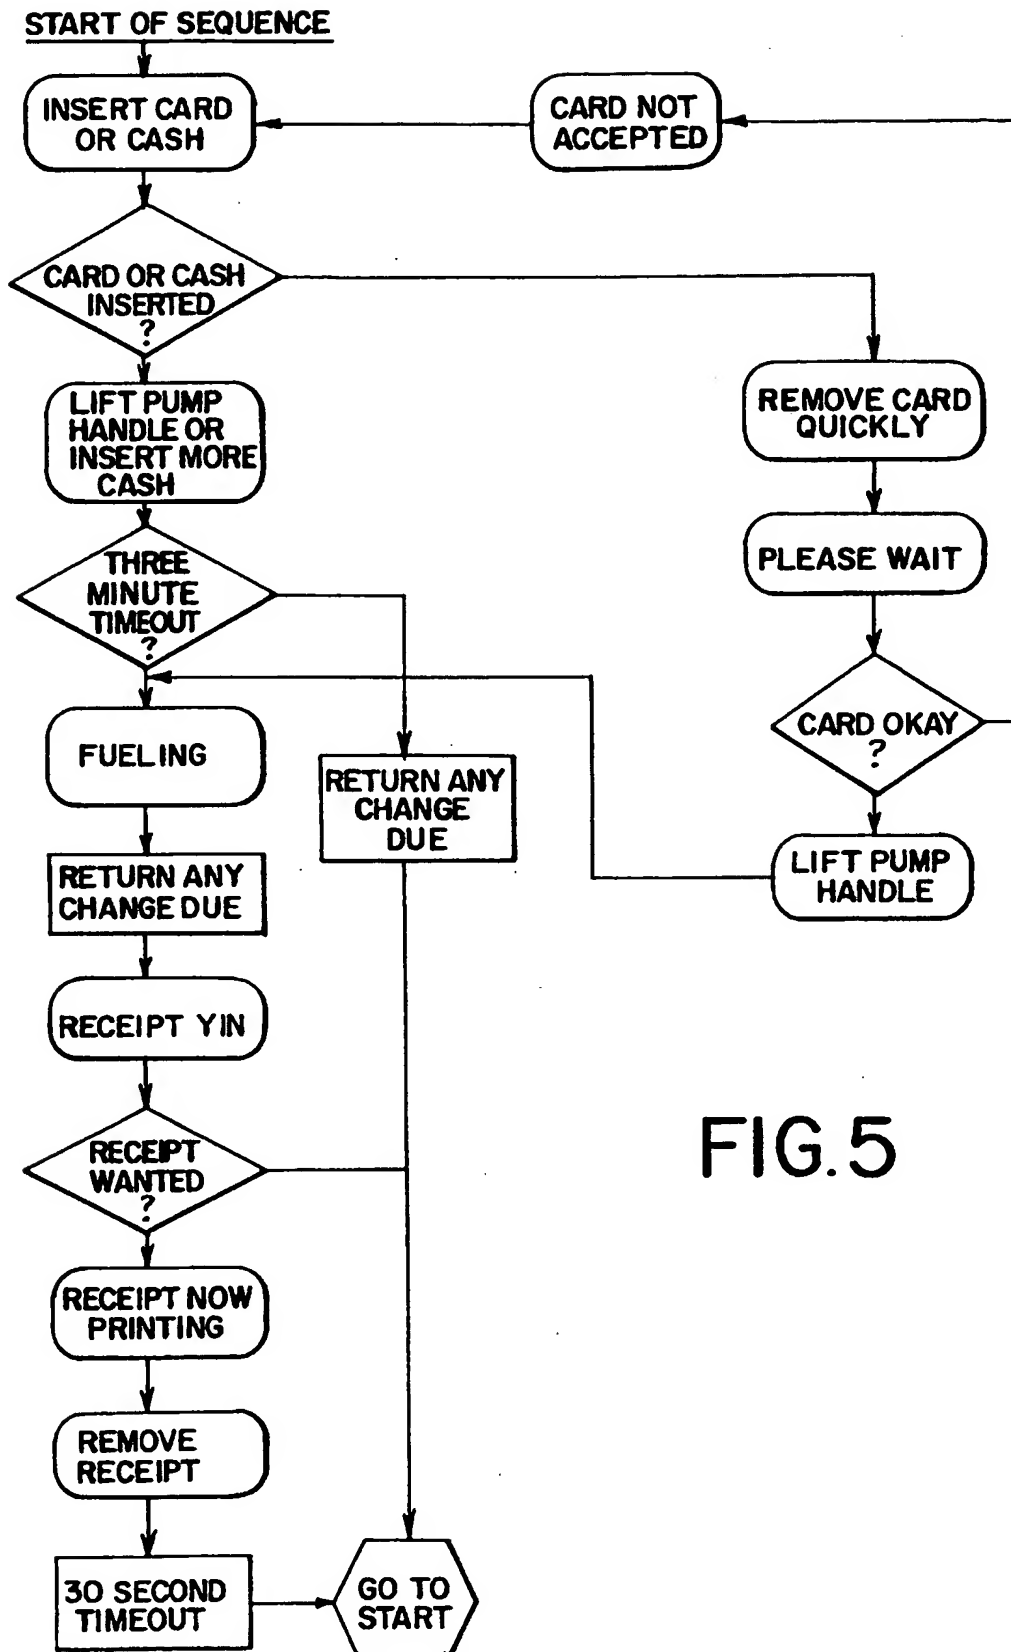 START OF SEQUENCE
INSERT CARD
OR CASH
CARD NOT
ACCEPTED
CARD OR CASH
INSERTED
?
LIFT PUMP
HANDLE OR
INSERT MORE
CASH
THREE
MINUTE
TIMEOUT
?
FUELING
RETURN ANY
CHANGE DUE
RECEIPT YIN
RECEIPT
WANTED
?
RECEIPT NOW
PRINTING
REMOVE
RECEIPT
30 SECOND
TIMEOUT
RETURN ANY
CHANGE
DUE
GO TO
START
REMOVE CARD
QUICKLY
PLEASE WAIT
CARD OKAY
?
LIFT PUMP
HANDLE
FIG.5